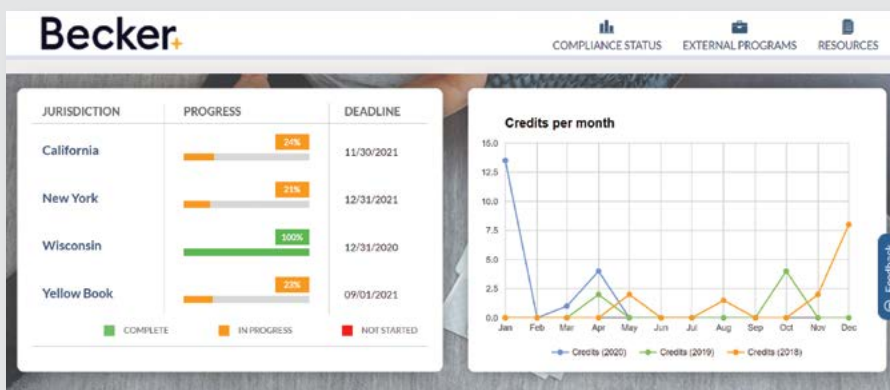 Becker+
COMPLIANCE STATUS EXTERNAL PROGRAMS RESOURCES
JURISDICTION PROGRESS DEADLINE
California 24% 11/30/2021
New York 21% 12/31/2021
Wisconsin 100% 12/31/2020
Yellow Book 23% 09/01/2021
COMPLETE IN PROGRESS NOT STARTED
Credits per month
15.0
12.5
10.0
7.5
5.0
2.5
0.0
Jan Feb Mar Apr May Jun Jul Aug Sep Oct Nov Dec
Credits (2020) Credits (2019) Credits (2018)
Feedback